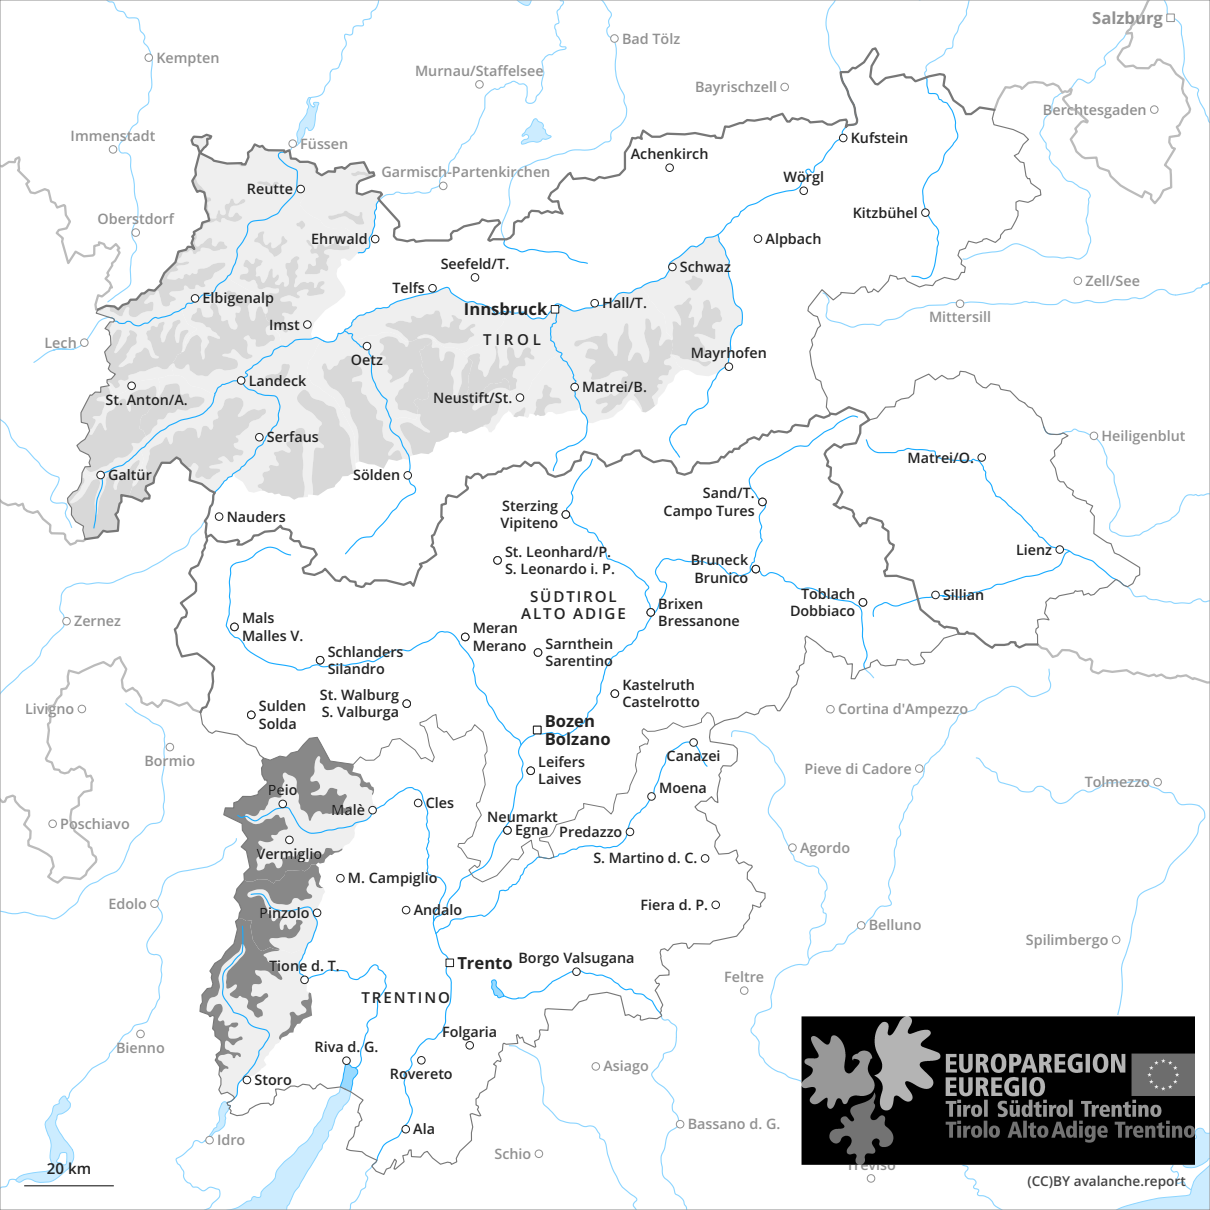 Salzburg
Bad Tölz
Kempten
Murnau/Staffelsee
Bayrischzell
Berchtesgaden
Immenstadt
Füssen
Kufstein
Achenkirch
Garmisch-Partenkirchen
Wörgl
Reutte
Kitzbühel
Oberstdorf
Ehrwald
Alpbach
Seefeld/T.
Schwaz
Zell/See
Telfs
Elbigenalp
Hall/T.
Innsbruck
Mittersill
Imst
TIROL
Lech
Mayrhofen
Oetz
Landeck
Matrei/B.
St. Anton/A.
Neustift/St.
Serfaus
Heiligenblut
Matrei/O.
Galtür
Sölden
Sand/T.
Campo Tures
Sterzing
Vipiteno
Nauders
St. Leonhard/P.
S. Leonardo i. P.
Lienz
Bruneck
Brunico
SÜDTIROL
ALTO ADIGE
Toblach
Dobbiaco
Sillian
Brixen
Bressanone
Zernez
Mals
Malles V.
Meran
Merano
Sarnthein
Sarentino
Schlanders
Silandro
Kastelruth
Castelrotto
St. Walburg
S. Valburga
Livigno
Sulden
Solda
Cortina d'Ampezzo
Bozen
Bolzano
Bormio
Canazei
Leifers
Laives
Pieve di Cadore
Tolmezzo
Peio
Moena
Malè
Cles
Neumarkt
Egna
Predazzo
Poschiavo
Vermiglio
Agordo
S. Martino d. C.
M. Campiglio
Edolo
Pinzolo
Andalo
Fiera d. P.
Belluno
Spilimbergo
Trento
Borgo Valsugana
Tione d. T.
Feltre
TRENTINO
Folgaria
Bienno
Riva d. G.
Asiago
Rovereto
Storo
EUROPAREGION
EUREGIO
Tirol Südtirol Trentino
Tirolo Alto Adige Trentino
Ala
Bassano d. G.
Idro
Schio
Treviso
20 km
(CC)BY avalanche.report